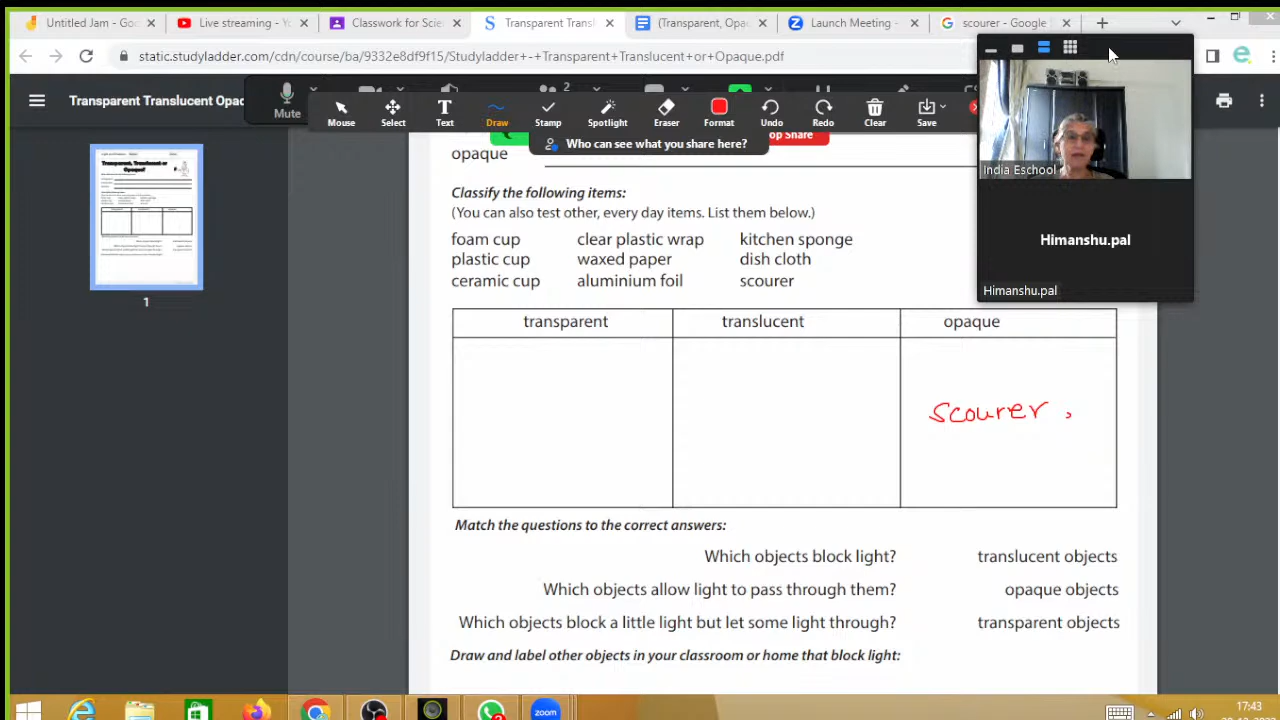 Untitled Jam - Goo
Live streaming - Yo
Classwork for Scie
Transparent Transl
(Transparent, Opa
Launch Meeting -
scourer - Google
static.studyladder.com/cdn/course
32e8f9f15/Studyladder+-+Transparent+Translucent+or+Opaque.pdf
Transparent Translucent Opac
2
Mute
Mouse
Select
Text
Draw
Stamp
Spotlight
Eraser
Format
Undo
Redo
Clear
Save
op Share
Who can see what you share here?
India Eschool
Himanshu.pal
Himanshu.pal
1
opaque
Classify the following items:
(You can also test other, every day items. List them below.)
foam cup clear plastic wrap kitchen sponge
plastic cup waxed paper dish cloth
ceramic cup aluminium foil scourer
transparent translucent opaque
scourer ,
Match the questions to the correct answers:
Which objects block light? translucent objects
Which objects allow light to pass through them? opaque objects
Which objects block a little light but let some light through? transparent objects
Draw and label other objects in your classroom or home that block light:
zoom
17:43